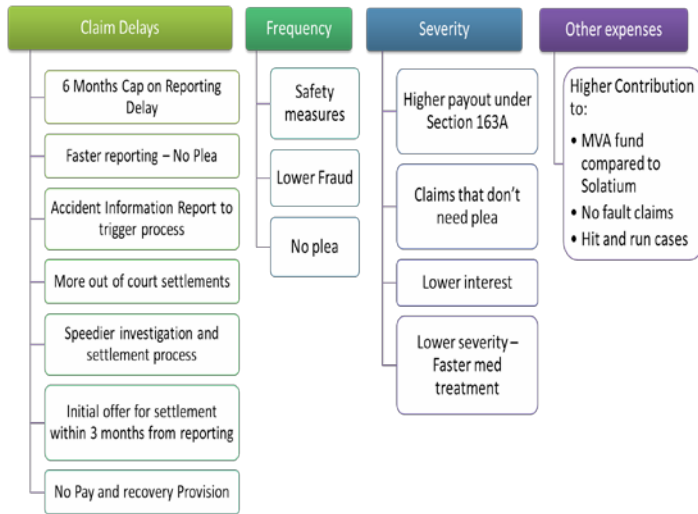 Claim Delays
6 Months Cap on Reporting
Delay
Faster reporting – No Plea
Accident Information Report to
trigger process
More out of court settlements
Speedier investigation and
settlement process
Initial offer for settlement
within 3 months from reporting
No Pay and recovery Provision
Frequency
Safety
measures
Lower Fraud
No plea
Severity
Higher payout under
Section 163A
Claims that don't
need plea
Lower interest
Lower severity –
Faster med
treatment
Other expenses
Higher Contribution
to:
• MVA fund
compared to
Solatium
• No fault claims
• Hit and run cases